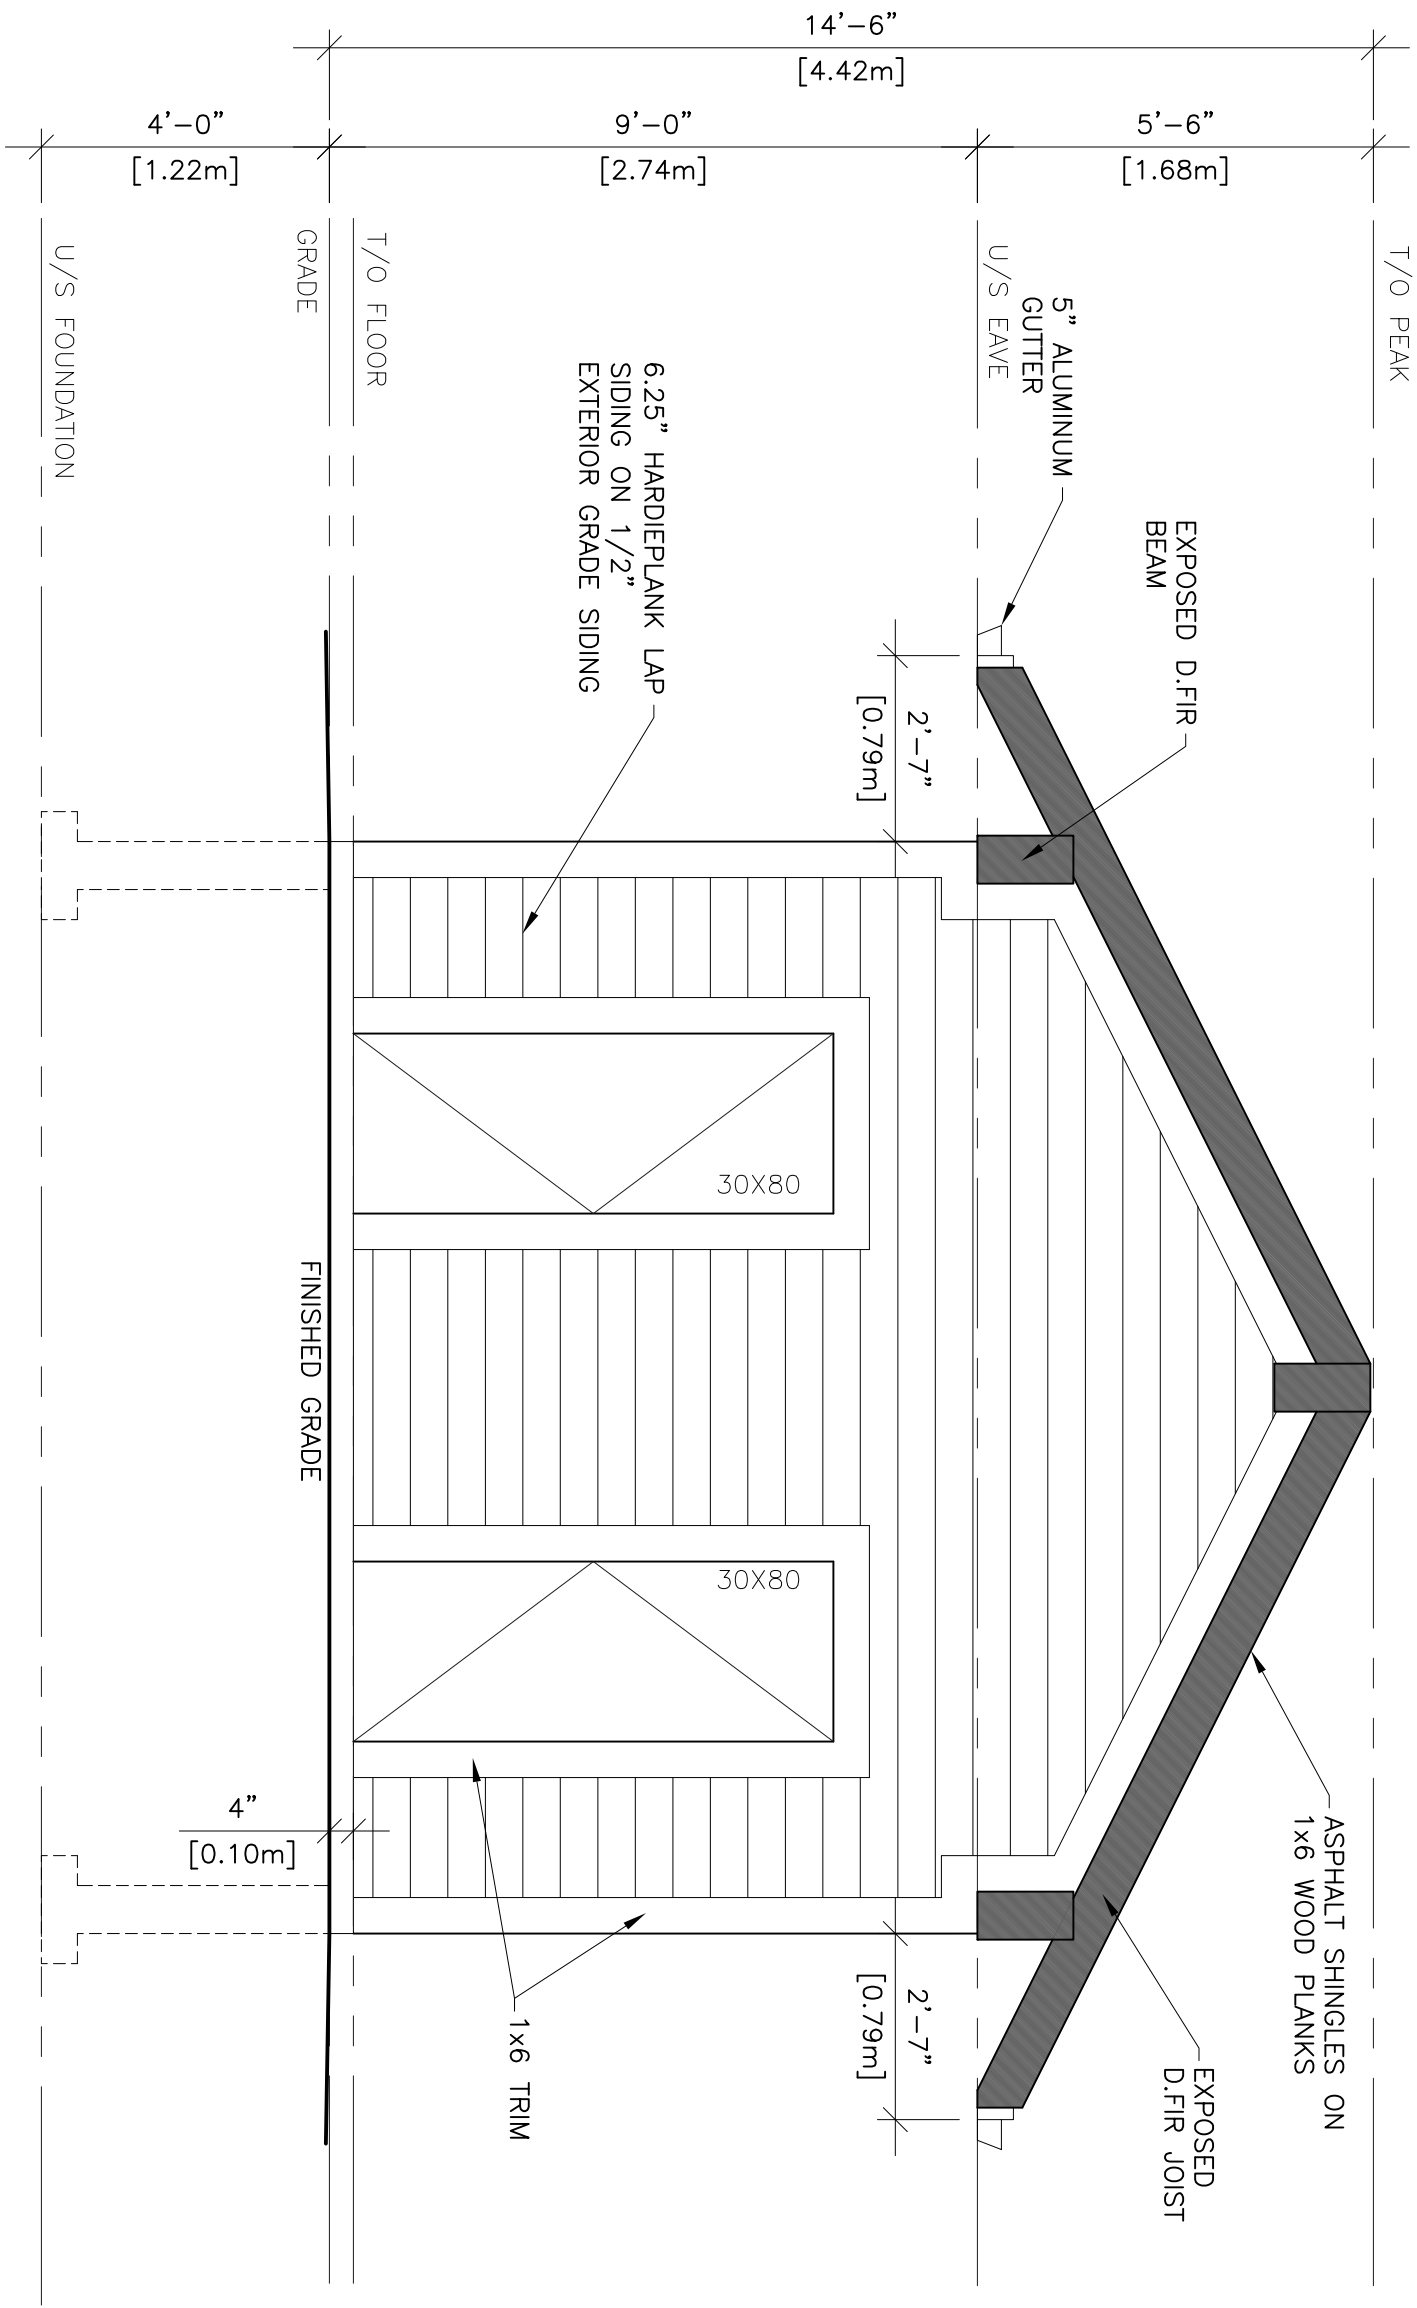 14'-6"
[4.42m]
4'-0"
[1.22m]
9'-0"
[2.74m]
5'-6"
[1.68m]
T/O PEAK
U/S EAVE
T/O FLOOR
GRADE
U/S FOUNDATION
5" ALUMINUM
GUTTER
EXPOSED D.FIR
BEAM
6.25" HARDIEPLANK LAP
SIDING ON 1/2"
EXTERIOR GRADE SIDING
2'-7"
[0.79m]
30X80
30X80
FINISHED GRADE
4"
[0.10m]
ASPHALT SHINGLES ON
1x6 WOOD PLANKS
EXPOSED
D.FIR JOIST
2'-7"
[0.79m]
1x6 TRIM